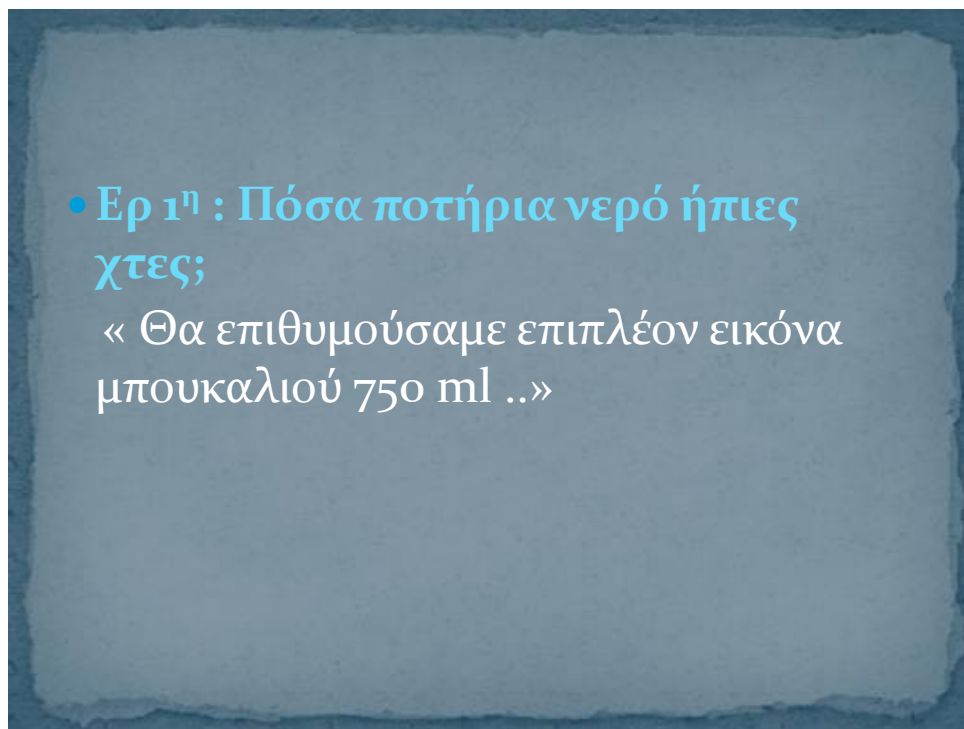 • Ερ 1η : Πόσα ποτήρια νερό ήπιες
χτες;
« Θα επιθυμούσαμε επιπλέον εικόνα
μπουκαλιού 750 ml ..»